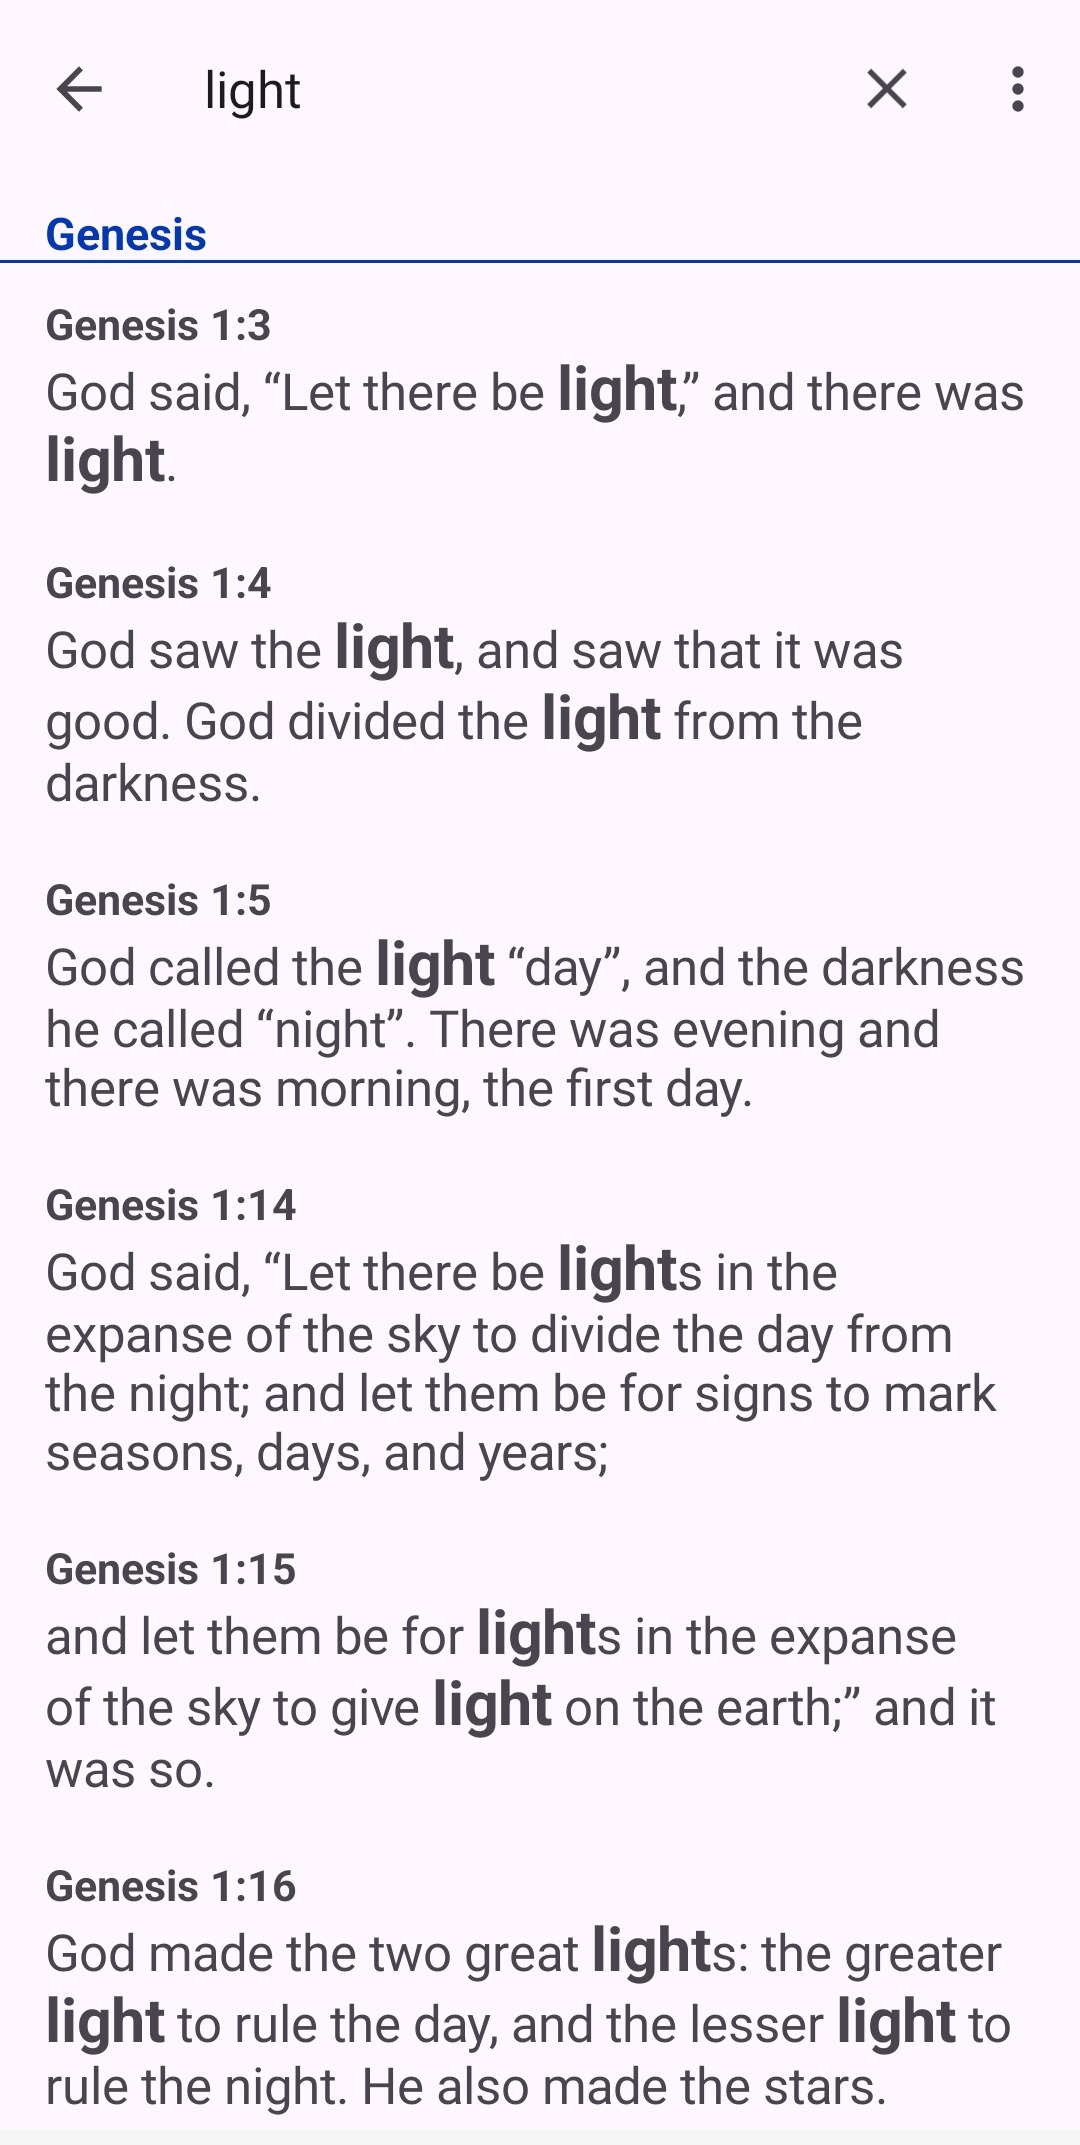 light
Genesis
Genesis 1:3
God said, “Let there be light,” and there was
light.
Genesis 1:4
God saw the light, and saw that it was
good. God divided the light from the
darkness.
Genesis 1:5
God called the light “day”, and the darkness
he called “night”. There was evening and
there was morning, the first day.
Genesis 1:14
God said, “Let there be lights in the
expanse of the sky to divide the day from
the night; and let them be for signs to mark
seasons, days, and years;
Genesis 1:15
and let them be for lights in the expanse
of the sky to give light on the earth;” and it
was so.
Genesis 1:16
God made the two great lights: the greater
light to rule the day, and the lesser light to
rule the night. He also made the stars.